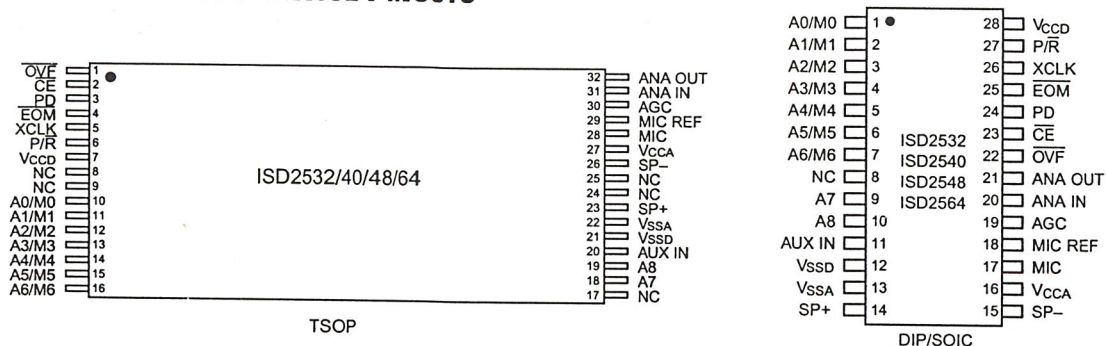 OVF 1
CE 2
PD 3
EOM 4
XCLK 5
P/R 6
VCCD 7
NC 8
NC 9
A0/M0 10
A1/M1 11
A2/M2 12
A3/M3 13
A4/M4 14
A5/M5 15
A6/M6 16
ISD2532/40/48/64
32 ANA OUT
31 ANA IN
30 AGC
29 MIC REF
28 MIC
27 VCCA
26 SP–
25 NC
24 NC
23 SP+
22 VSSA
21 VSSD
20 AUX IN
19 A8
18 A7
17 NC
TSOP
A0/M0 1
A1/M1 2
A2/M2 3
A3/M3 4
A4/M4 5
A5/M5 6
A6/M6 7
NC 8
A7 9
A8 10
AUX IN 11
VSSD 12
VSSA 13
SP+ 14
ISD2532
ISD2540
ISD2548
ISD2564
28 VCCD
27 P/R
26 XCLK
25 EOM
24 PD
23 CE
22 OVF
21 ANA OUT
20 ANA IN
19 AGC
18 MIC REF
17 MIC
16 VCCA
15 SP–
DIP/SOIC